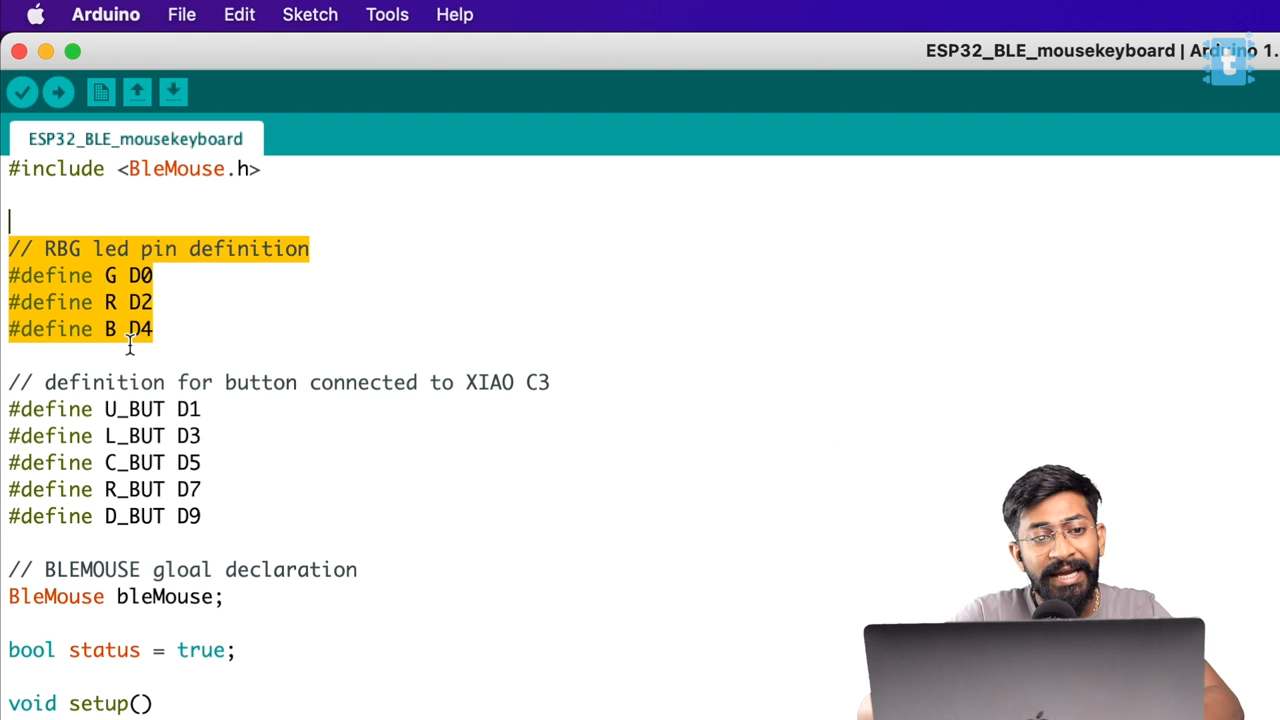 Arduino File Edit Sketch Tools Help
ESP32_BLE_mousekeyboard | Arduino 1.
t
ESP32_BLE_mousekeyboard
#include <BleMouse.h>
// RBG led pin definition
#define G D0
#define R D2
#define B D4
// definition for button connected to XIAO C3
#define U_BUT D1
#define L_BUT D3
#define C_BUT D5
#define R_BUT D7
#define D_BUT D9
// BLEMOUSE gloal declaration
BleMouse bleMouse;
bool status = true;
void setup()